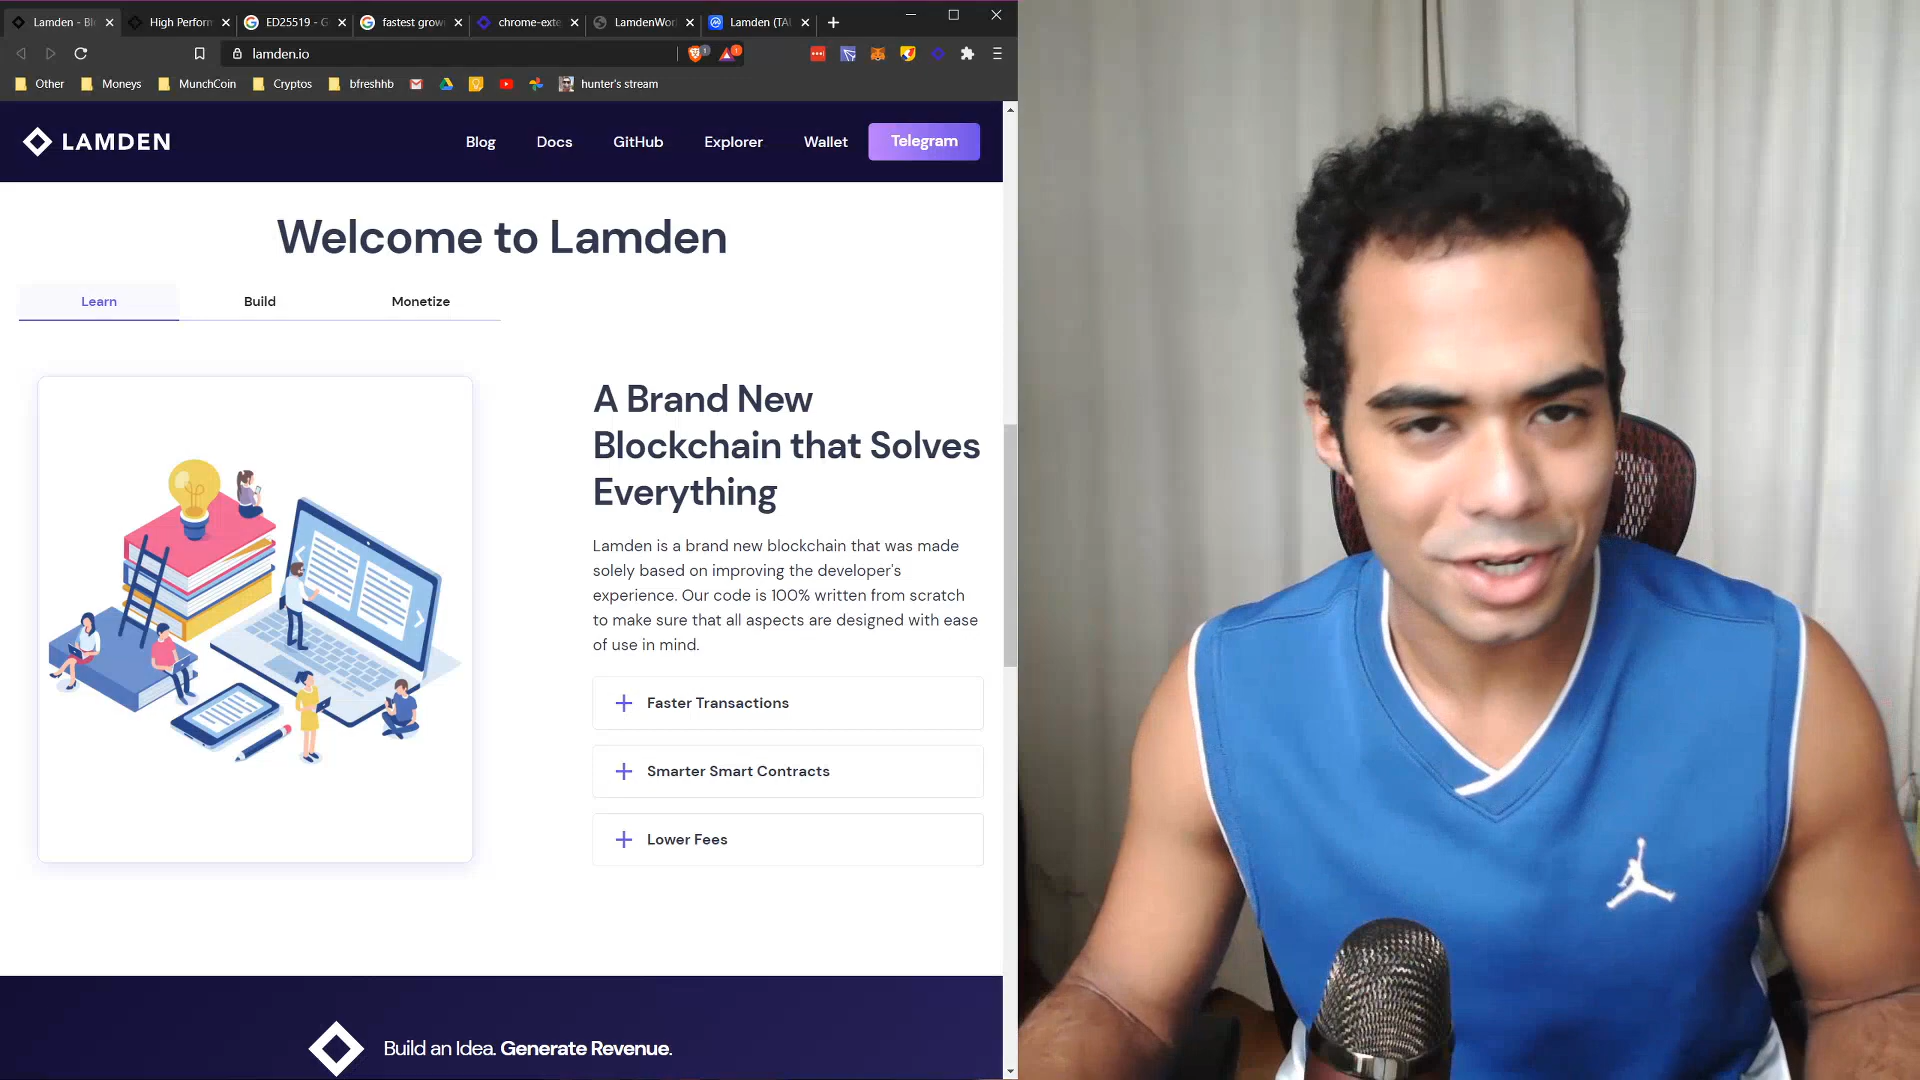 Lamden - Bl
High Perforn
ED25519 - G
fastest grow
chrome-exte
LamdenWor
Lamden (TAU
lamden.io
1
1
Other
Moneys
MunchCoin
Cryptos
bfreshhb
hunter's stream
LAMDEN
Blog
Docs
GitHub
Explorer
Wallet
Telegram
Welcome to Lamden
Learn
Build
Monetize
A Brand New
Blockchain that Solves
Everything
Lamden is a brand new blockchain that was made
solely based on improving the developer's
experience. Our code is 100% written from scratch
to make sure that all aspects are designed with ease
of use in mind.
Faster Transactions
Smarter Smart Contracts
Lower Fees
Build an Idea. Generate Revenue.